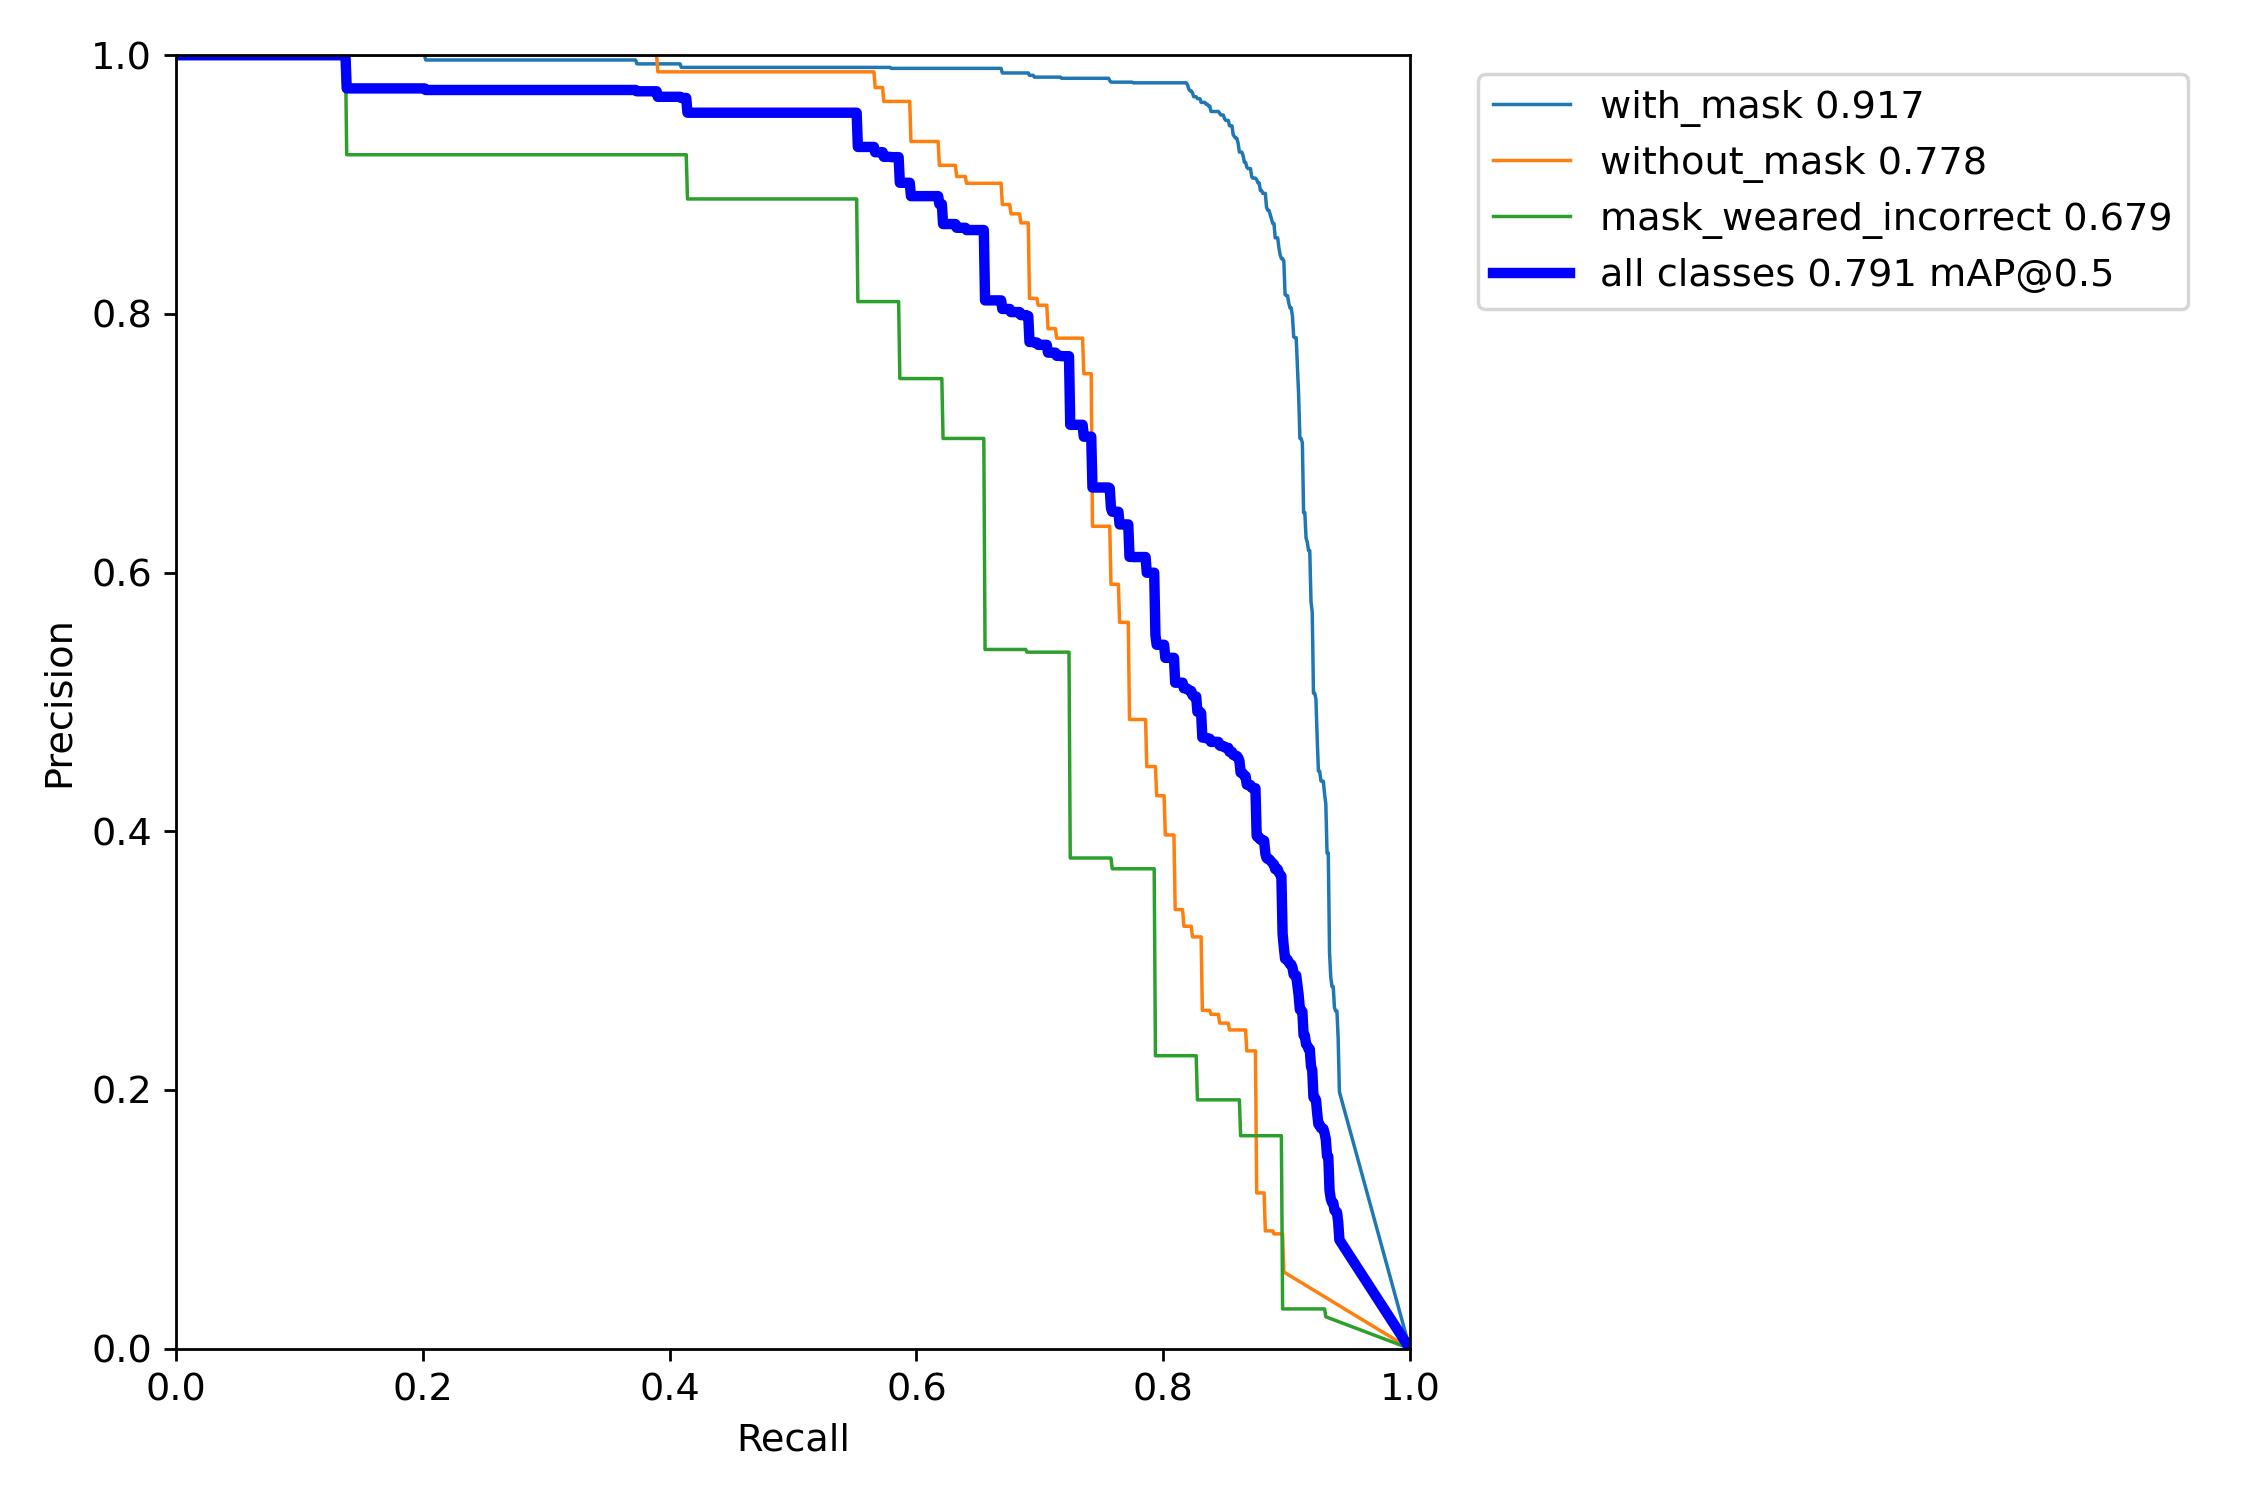 1.0
0.8
0.6
0.4
0.2
0.0
Precision
0.0 0.2 0.4 0.6 0.8 1.0
Recall
with_mask 0.917
without_mask 0.778
mask_weared_incorrect 0.679
all classes 0.791 mAP@0.5